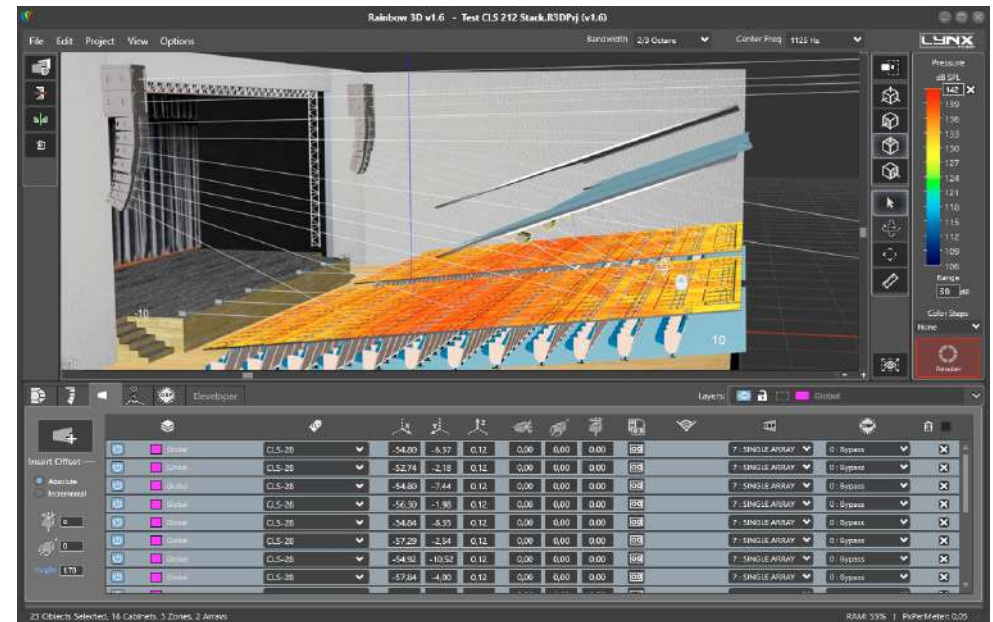 Rainbow 3D v1.6 - Test CLS 212 Stack.R3DPrj (v1.6)
File Edit Project View Options
Bandwidth 2/3 Octave Center Freq 1125 Hz
LYNX
Pressure
dB SPL
142
139
136
133
130
127
124
121
118
115
112
109
106
Range
36 dB
Color Steps
None
Render
-10
10
Developer
Layers: Global
Insert Offset
Absolute
Incremental
0
0
Height 1.70
Global CLS-28 -54,80 -6,37 0,12 0,00 0,00 0,00 7 : SINGLE ARRAY 0 : Bypass
Global CLS-28 -52,74 -2,18 0,12 0,00 0,00 0,00 7 : SINGLE ARRAY 0 : Bypass
Global CLS-28 -54,80 -7,44 0,12 0,00 0,00 0,00 7 : SINGLE ARRAY 0 : Bypass
Global CLS-28 -56,30 -1,98 0,12 0,00 0,00 0,00 7 : SINGLE ARRAY 0 : Bypass
Global CLS-28 0,12 0,00 0,00 0,00 7 : SINGLE ARRAY 0 : Bypass
Global CLS-28 -57,29 -2,54 0,12 0,00 0,00 0,00 7 : SINGLE ARRAY 0 : Bypass
Global CLS-28 -54,92 -10,52 0,12 0,00 0,00 0,00 7 : SINGLE ARRAY 0 : Bypass
Global CLS-28 -57,84 -4,00 0,12 0,00 0,00 0,00 7 : SINGLE ARRAY 0 : Bypass
Objects Selected, 16 Cabinets, 5 Zones, 2 Arrays
RAM: 55% | PxPerMeter: 0,05